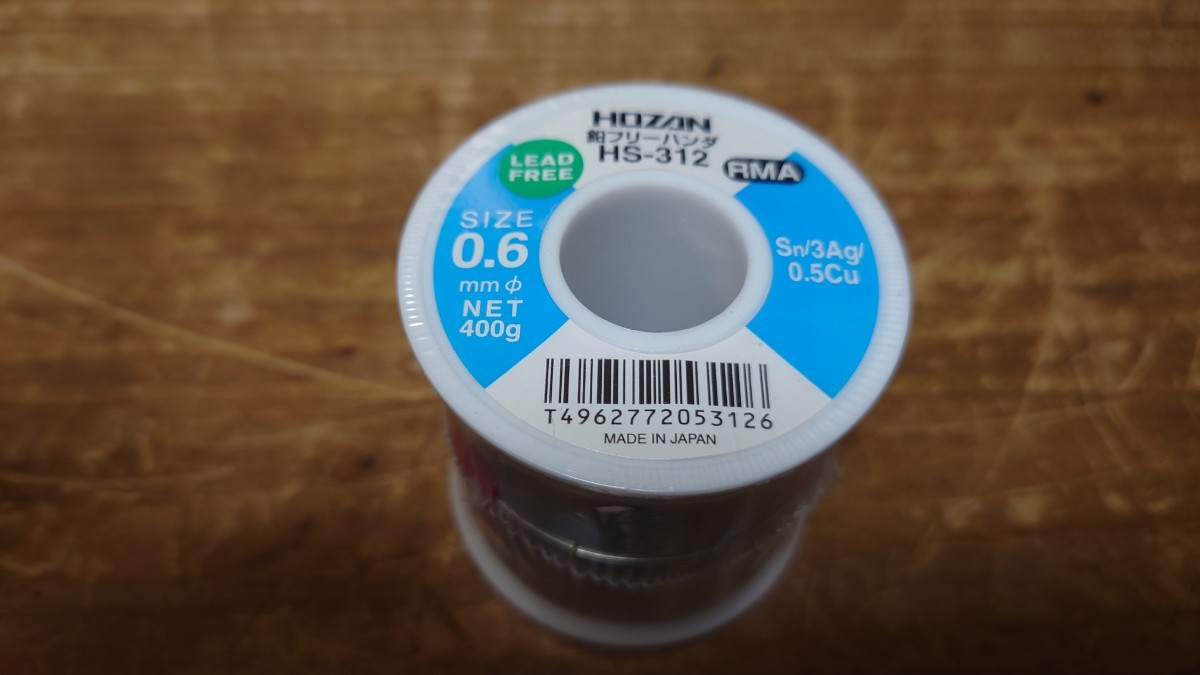 HOZAN
鉛フリーハンダ
HS-312
RMA
LEAD
FREE
SIZE
0.6
mmφ
NET
400g
Sn/3Ag/
0.5Cu
T4962772053126
MADE IN JAPAN